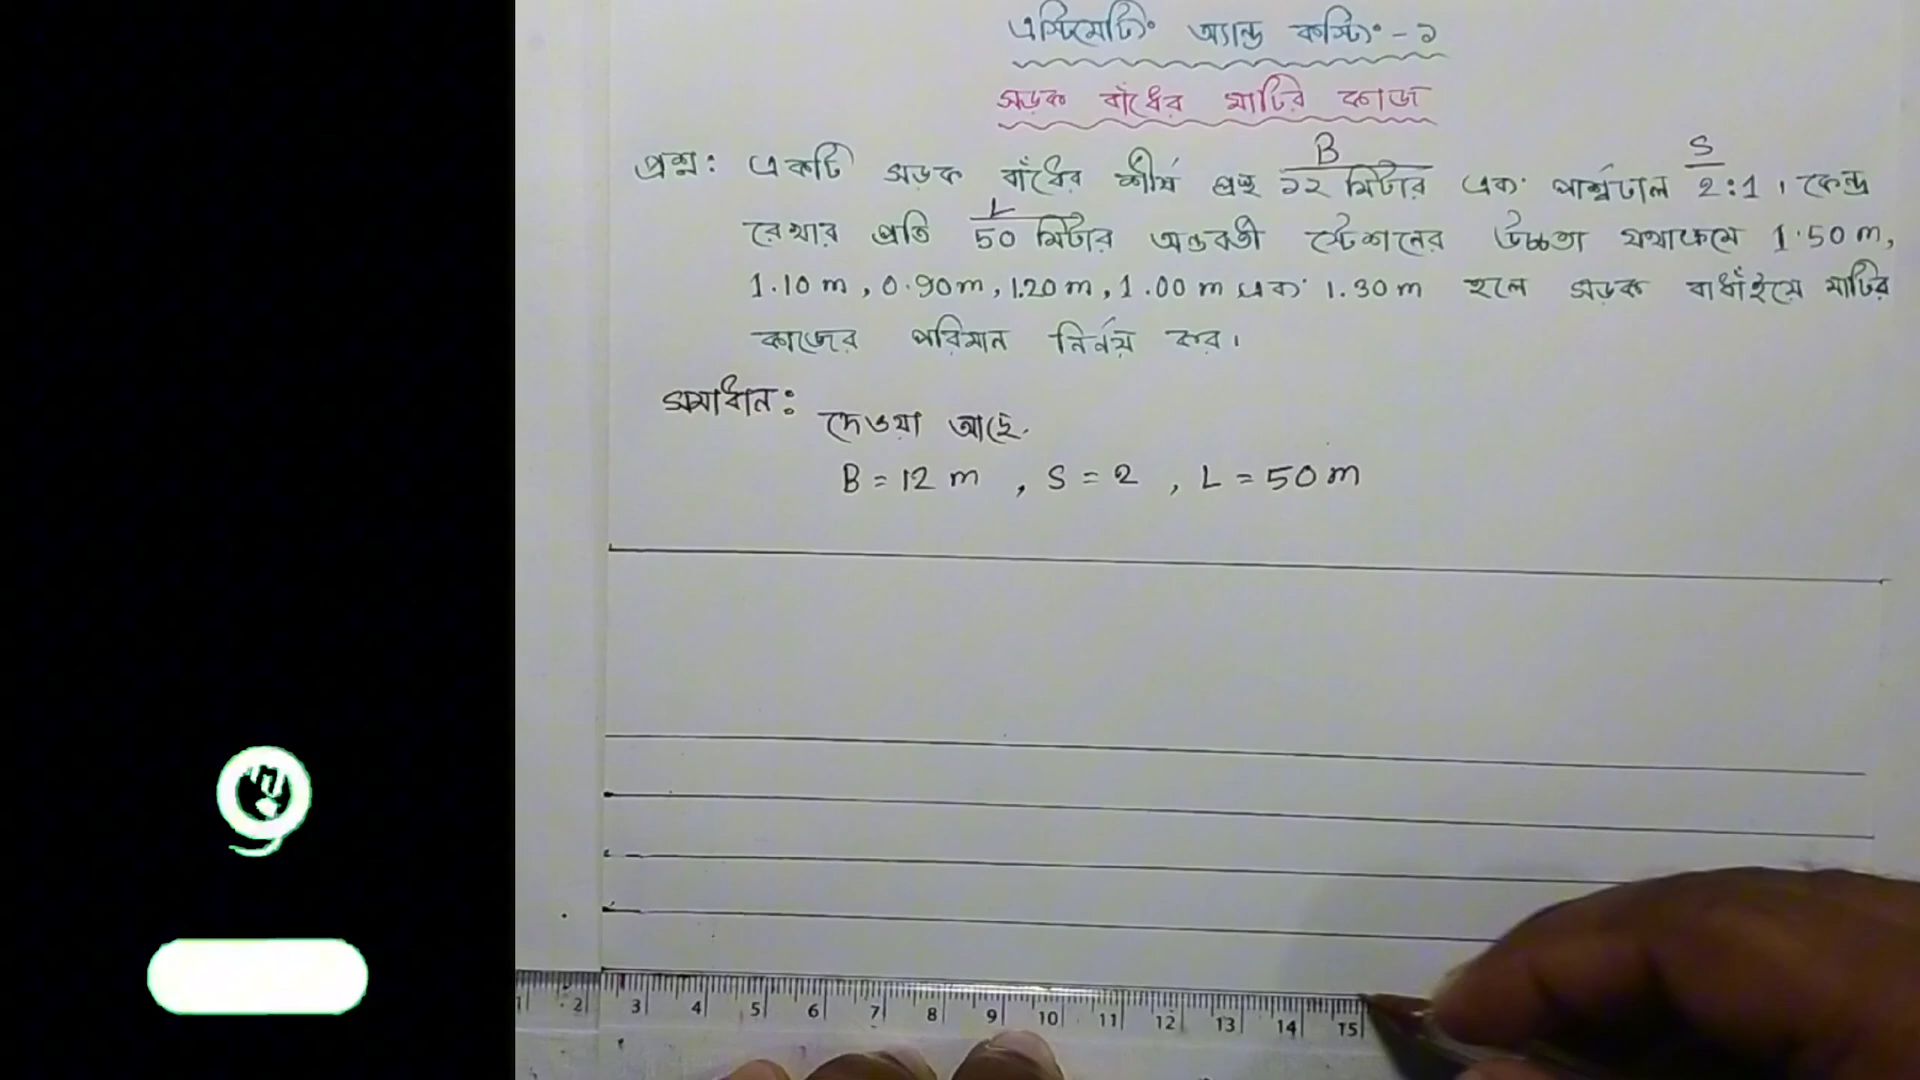 এস্টিমেটিং অ্যান্ড কস্টিং - ১
সড়ক বাঁধের মাটির কাজ
B S
প্রশ্ন: একটি সড়ক বাঁধের শীর্ষ প্রস্থ ১২ মিটার এবং পার্শ্বঢাল 2:1। কেন্দ্র
L
রেখার প্রতি 50 মিটার অন্তবর্তী স্টেশনের উচ্চতা যথাক্রমে 1.50 m,
1.10 m, 0.90m, 1.20 m, 1.00 m এবং 1.30 m হলে সড়ক বাধাঁইয়ে মাটির
কাজের পরিমান নির্নয় কর।
সমাধান:
দেওয়া আছে,
B = 12 m , S = 2 , L = 50 m
1 2 3 4 5 6 7 8 9 10 11 12 13 14 15